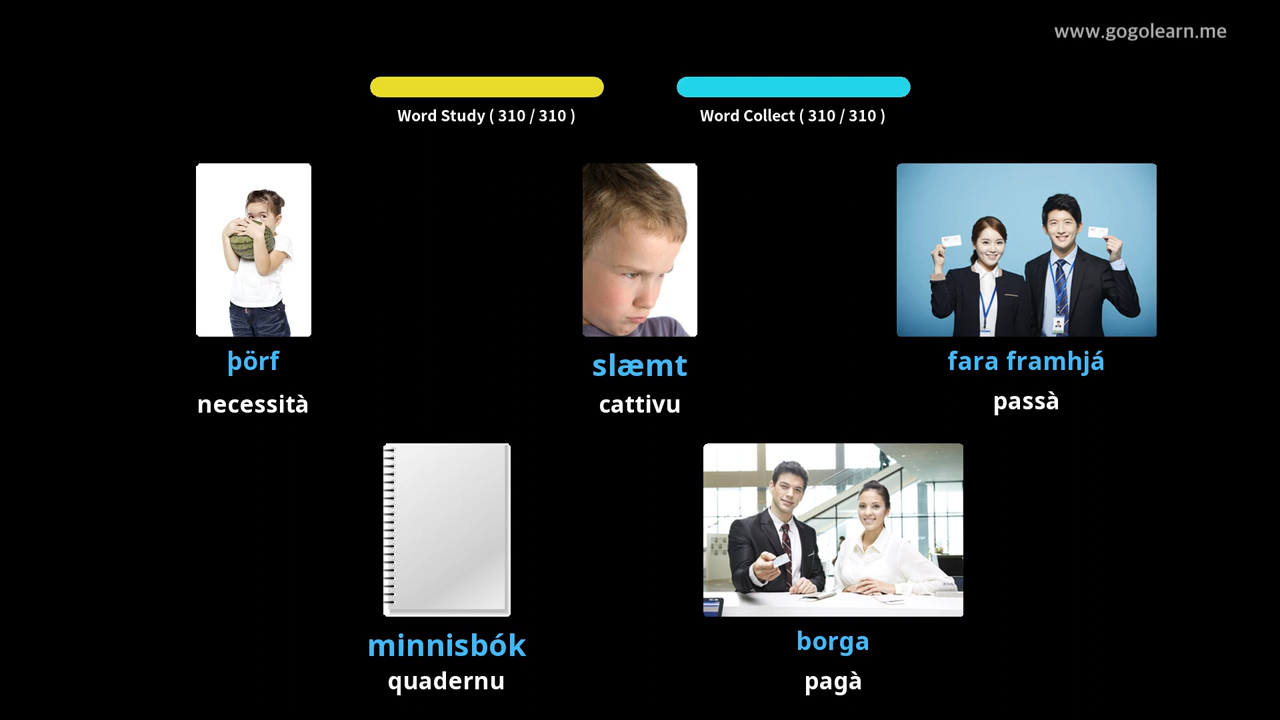 www.gogolearn.me
Word Study ( 310 / 310 )
Word Collect ( 310 / 310 )
þörf
necessità
slæmt
cattivu
fara framhjá
passà
minnisbók
quadernu
borga
pagà